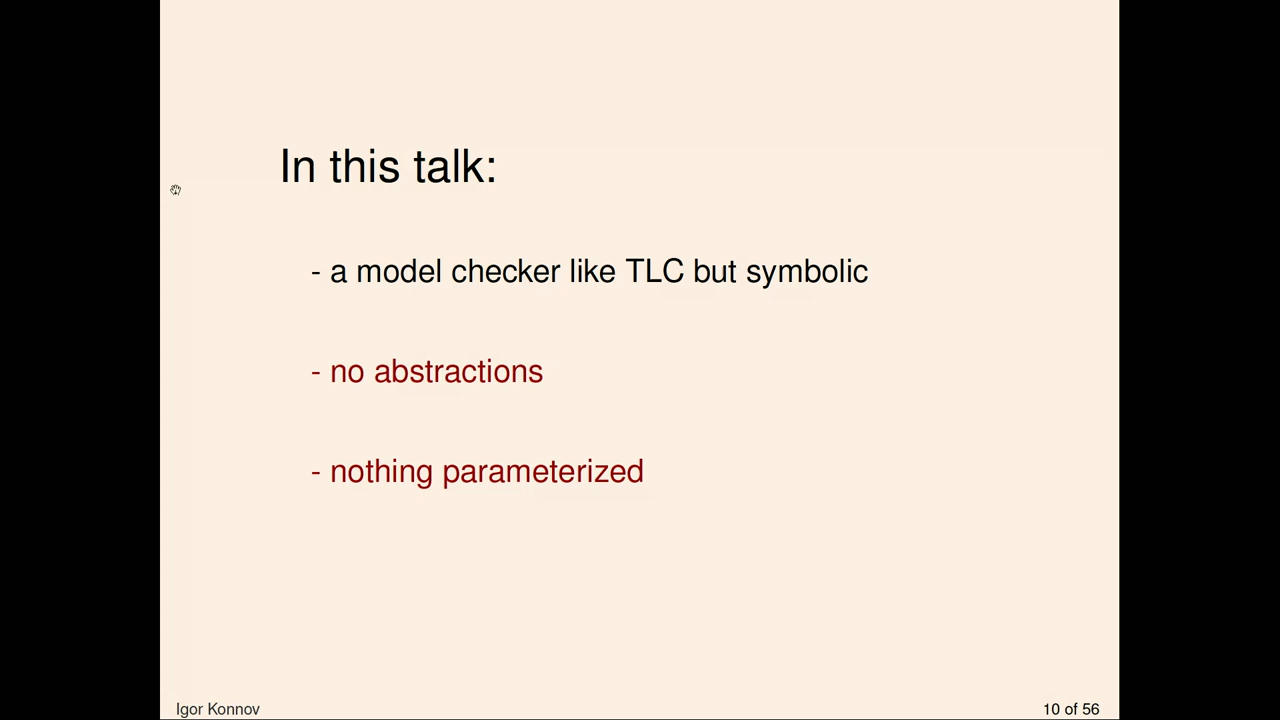 In this talk:
- a model checker like TLC but symbolic
- no abstractions
- nothing parameterized
Igor Konnov
10 of 56